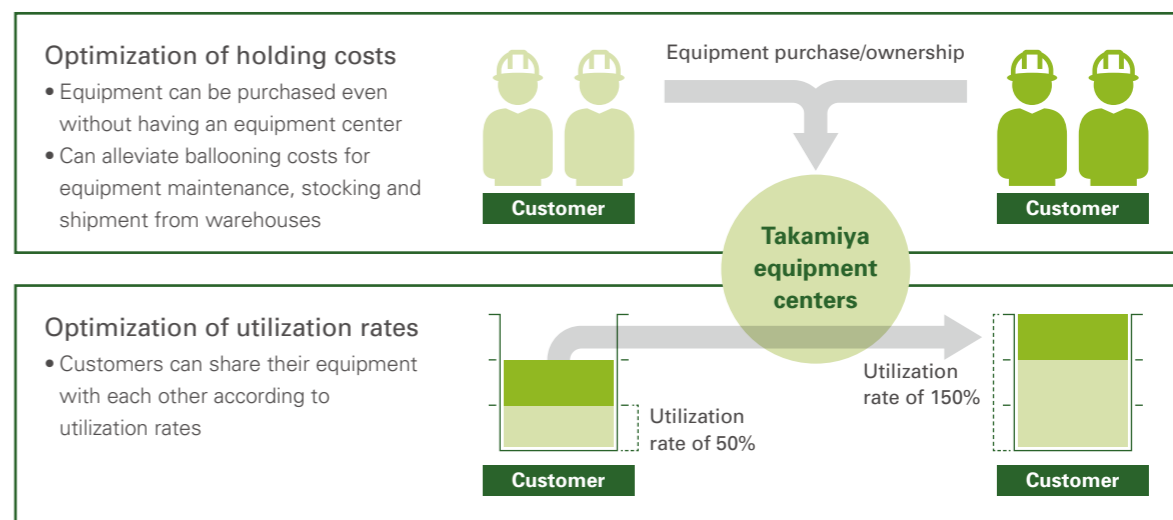 Optimization of holding costs
• Equipment can be purchased even
without having an equipment center
• Can alleviate ballooning costs for
equipment maintenance, stocking and
shipment from warehouses
Equipment purchase/ownership
Customer
Customer
Takamiya
equipment
centers
Optimization of utilization rates
• Customers can share their equipment
with each other according to
utilization rates
Utilization
rate of 50%
Utilization
rate of 150%
Customer
Customer